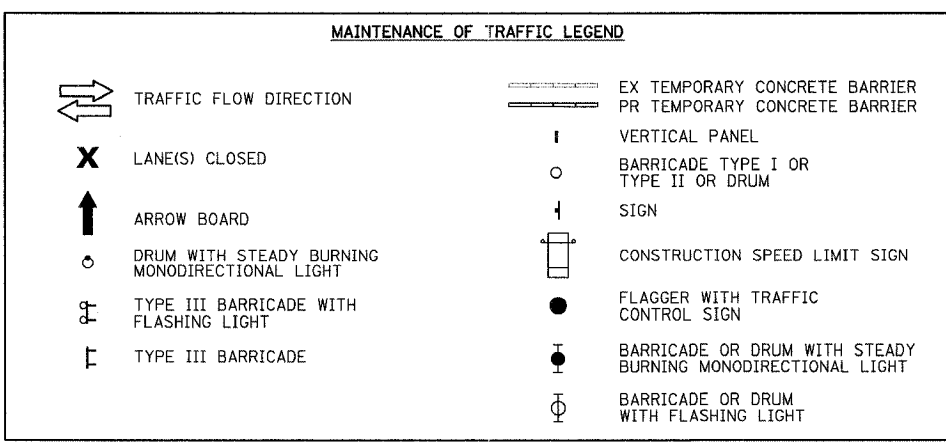 MAINTENANCE OF TRAFFIC LEGEND
TRAFFIC FLOW DIRECTION
LANE(S) CLOSED
ARROW BOARD
DRUM WITH STEADY BURNING
MONODIRECTIONAL LIGHT
TYPE III BARRICADE WITH
FLASHING LIGHT
TYPE III BARRICADE
EX TEMPORARY CONCRETE BARRIER
PR TEMPORARY CONCRETE BARRIER
VERTICAL PANEL
BARRICADE TYPE I OR
TYPE II OR DRUM
SIGN
CONSTRUCTION SPEED LIMIT SIGN
FLAGGER WITH TRAFFIC
CONTROL SIGN
BARRICADE OR DRUM WITH STEADY
BURNING MONODIRECTIONAL LIGHT
BARRICADE OR DRUM
WITH FLASHING LIGHT